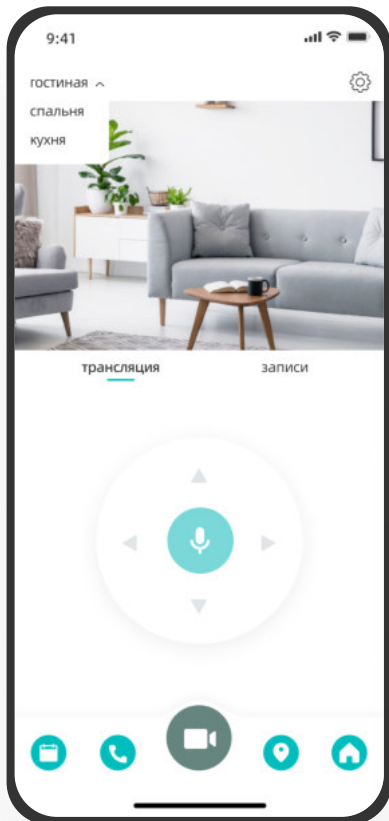 9:41
гостиная
спальня
кухня
трансляция
записи